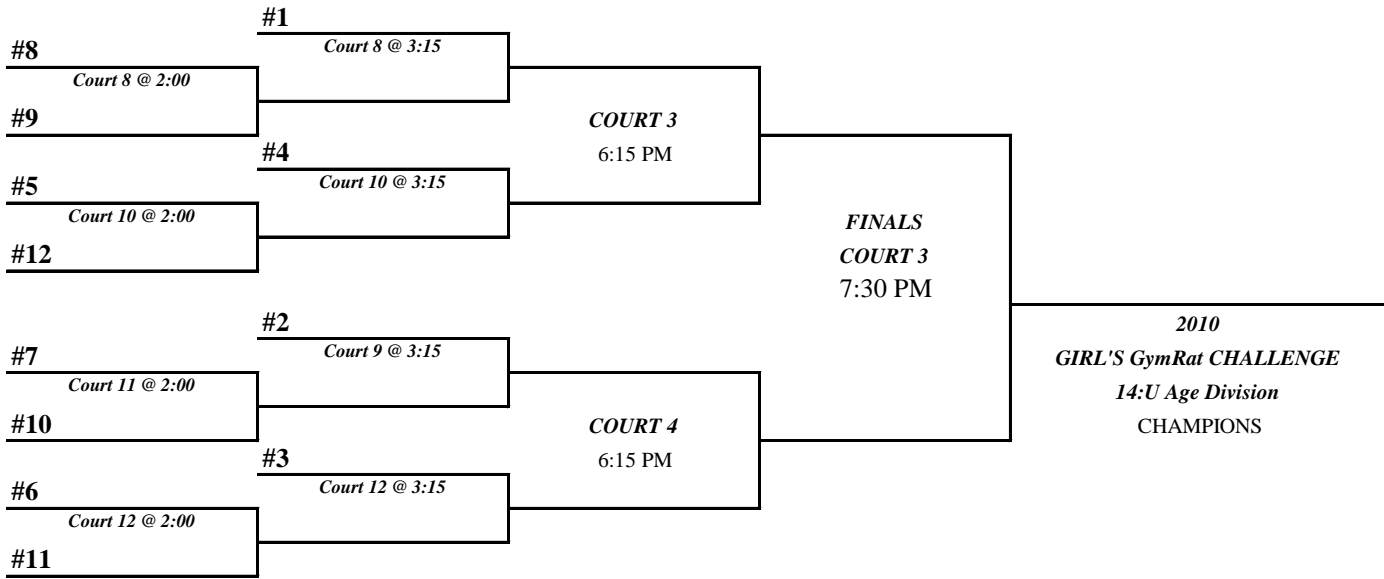 #1
Court 8 @ 3:15
#8
Court 8 @ 2:00
#9
COURT 3
6:15 PM
#4
Court 10 @ 3:15
#5
Court 10 @ 2:00
#12
FINALS
COURT 3
7:30 PM
#2
Court 9 @ 3:15
#7
Court 11 @ 2:00
#10
COURT 4
6:15 PM
#3
Court 12 @ 3:15
#6
Court 12 @ 2:00
#11
2010
GIRL'S GymRat CHALLENGE
14:U Age Division
CHAMPIONS